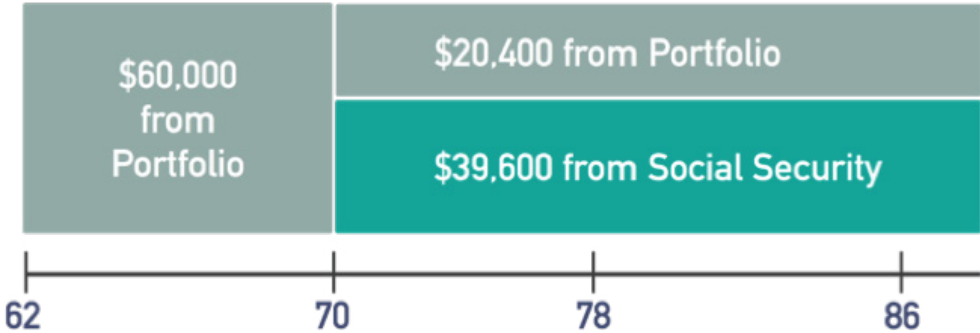 $60,000
from
Portfolio
$20,400 from Portfolio
$39,600 from Social Security
62 70 78 86